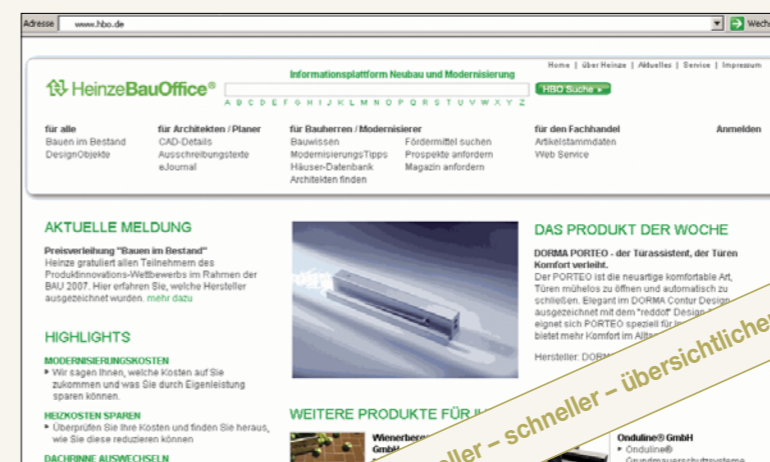 Adresse www.hbo.de
Home | über Heinze | Aktuelles | Service | Impressum
Informationsplattform Neubau und Modernisierung
HeinzeBauOffice®
HBO Suche
A B C D E F G H I J K L M N O P Q R S T U V W X Y Z
für alle
Bauen im Bestand
DesignObjekte
für Architekten / Planer
CAD-Details
Ausschreibungstexte
eJournal
für Bauherren / Modernisierer
Bauwissen
ModernisierungsTipps
Häuser-Datenbank
Architekten finden
Fördermittel suchen
Prospekte anfordern
Magazin anfordern
für den Fachhandel
Artikelstammdaten
Web Service
Anmelden
AKTUELLE MELDUNG
Preisverleihung "Bauen im Bestand"
Heinze gratuliert allen Teilnehmern des
Produktinnovations-Wettbewerbs im Rahmen der
BAU 2007. Hier erfahren Sie, welche Hersteller
ausgezeichnet wurden. mehr dazu
HIGHLIGHTS
MODERNISIERUNGSKOSTEN
Wir sagen Ihnen, welche Kosten auf Sie
zukommen und was Sie durch Eigenleistung
sparen können.
HEIZKOSTEN SPAREN
Überprüfen Sie Ihre Kosten und finden Sie heraus,
wie Sie diese reduzieren können
DACHRINNE AUSWECHSELN
DAS PRODUKT DER WOCHE
DORMA PORTEO - der Türassistent, der Türen
Komfort verleiht.
Der PORTEO ist die neuartige komfortable Art,
Türen mühelos zu öffnen und automatisch zu
schließen. Elegant im DORMA Contur Design
ausgezeichnet mit dem "reddot" Design
eignet sich PORTEO speziell für
bietet mehr Komfort im
Hersteller:
WEITERE PRODUKTE FÜR
Onduline® GmbH
Onduline®
Grundmauerschutzsysteme
– schneller – übersichtlicher